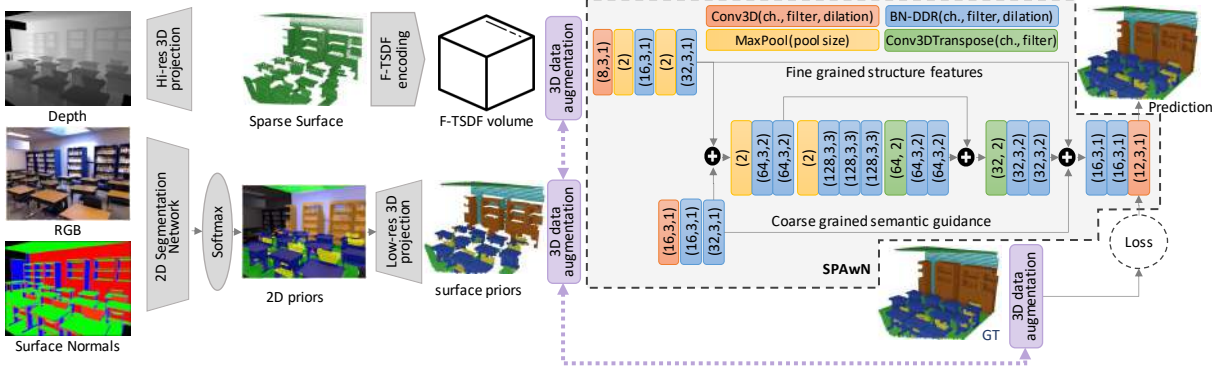 Depth
Hi-res 3D
projection
Sparse Surface
F-TSDF
encoding
F-TSDF volume
3D data
augmentation
RGB
Surface Normals
2D Segmentation
Network
Softmax
2D priors
Low-res 3D
projection
surface priors
3D data
augmentation
Conv3D(ch., filter, dilation)
BN-DDR(ch., filter, dilation)
MaxPool(pool size)
Conv3DTranspose(ch., filter)
(8,3,1)
(2)
(16,3,1)
(2)
(32,3,1)
Fine grained structure features
(2)
(64,3,2)
(64,3,2)
(2)
(128,3,3)
(128,3,3)
(128,3,3)
(64, 2)
(64,3,2)
(64,3,2)
(32, 2)
(32,3,2)
(32,3,2)
(16,3,1)
(16,3,1)
(12,3,1)
(16,3,1)
(16,3,1)
(32,3,1)
Coarse grained semantic guidance
SPAwN
Prediction
Loss
GT
3D data
augmentation